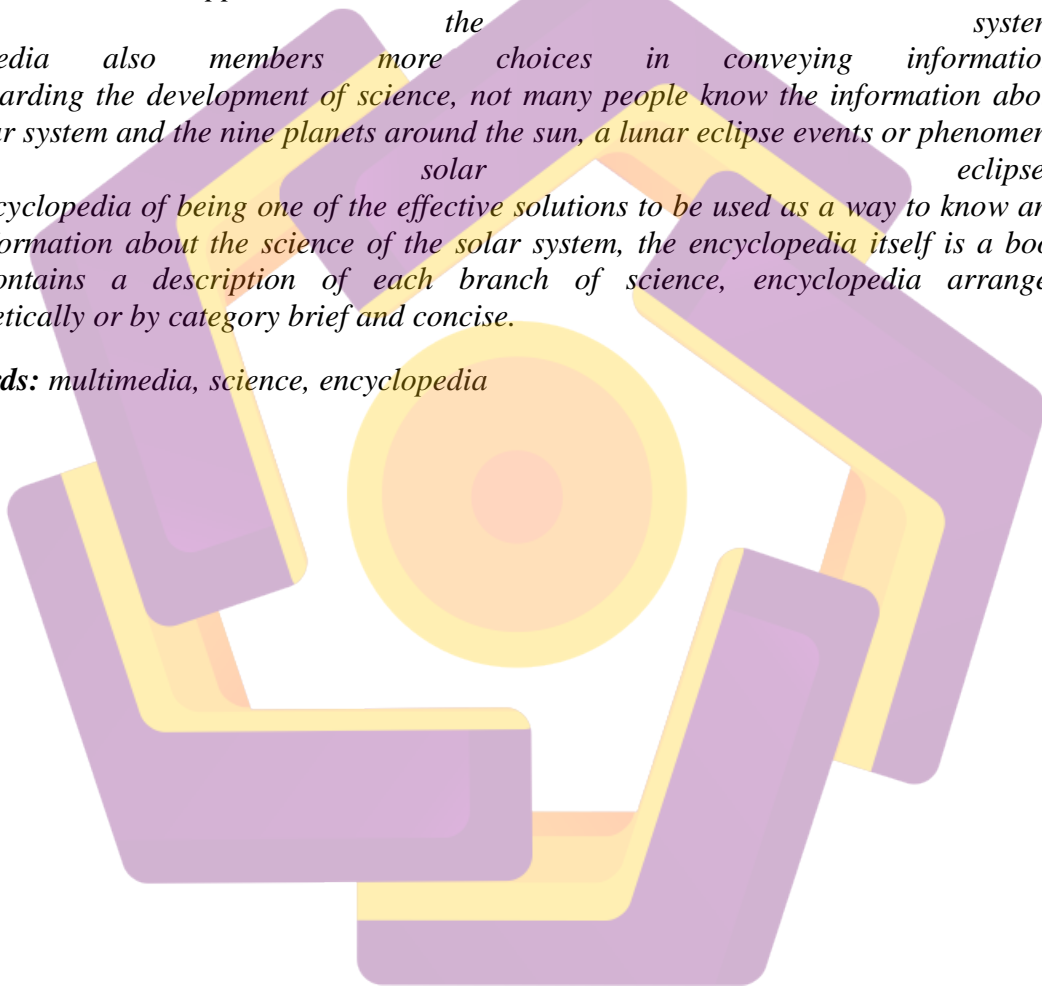 the system
edia also members more choices in conveying informatio
arding the development of science, not many people know the information abo
r system and the nine planets around the sun, a lunar eclipse events or phenomen
solar eclipse
cyclopedia of being one of the effective solutions to be used as a way to know an
ormation about the science of the solar system, the encyclopedia itself is a boo
ontains a description of each branch of science, encyclopedia arrange
etically or by category brief and concise.
rds: multimedia, science, encyclopedia